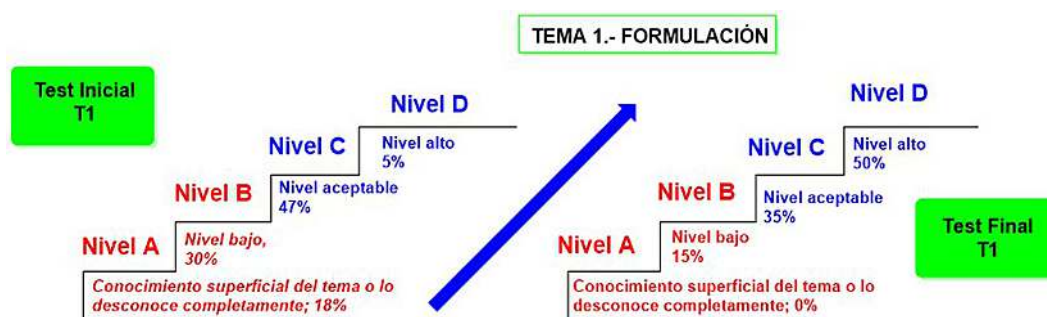 TEMA 1.- FORMULACIÓN
Test Inicial
T1
Nivel D
Nivel alto
5%
Nivel C
Nivel aceptable
47%
Nivel B
Nivel bajo,
30%
Nivel A
Conocimiento superficial del tema o lo
desconoce completamente; 18%
Nivel D
Nivel alto
50%
Nivel C
Nivel aceptable
35%
Nivel B
Nivel bajo
15%
Nivel A
Conocimiento superficial del tema o lo
desconoce completamente; 0%
Test Final
T1